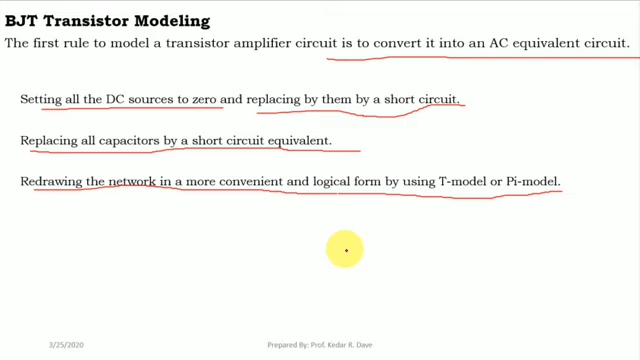 BJT Transistor Modeling
The first rule to model a transistor amplifier circuit is to convert it into an AC equivalent circuit.
Setting all the DC sources to zero and replacing by them by a short circuit.
Replacing all capacitors by a short circuit equivalent.
Redrawing the network in a more convenient and logical form by using T-model or Pi-model.
3/25/2020 Prepared By: Prof. Kedar R. Dave